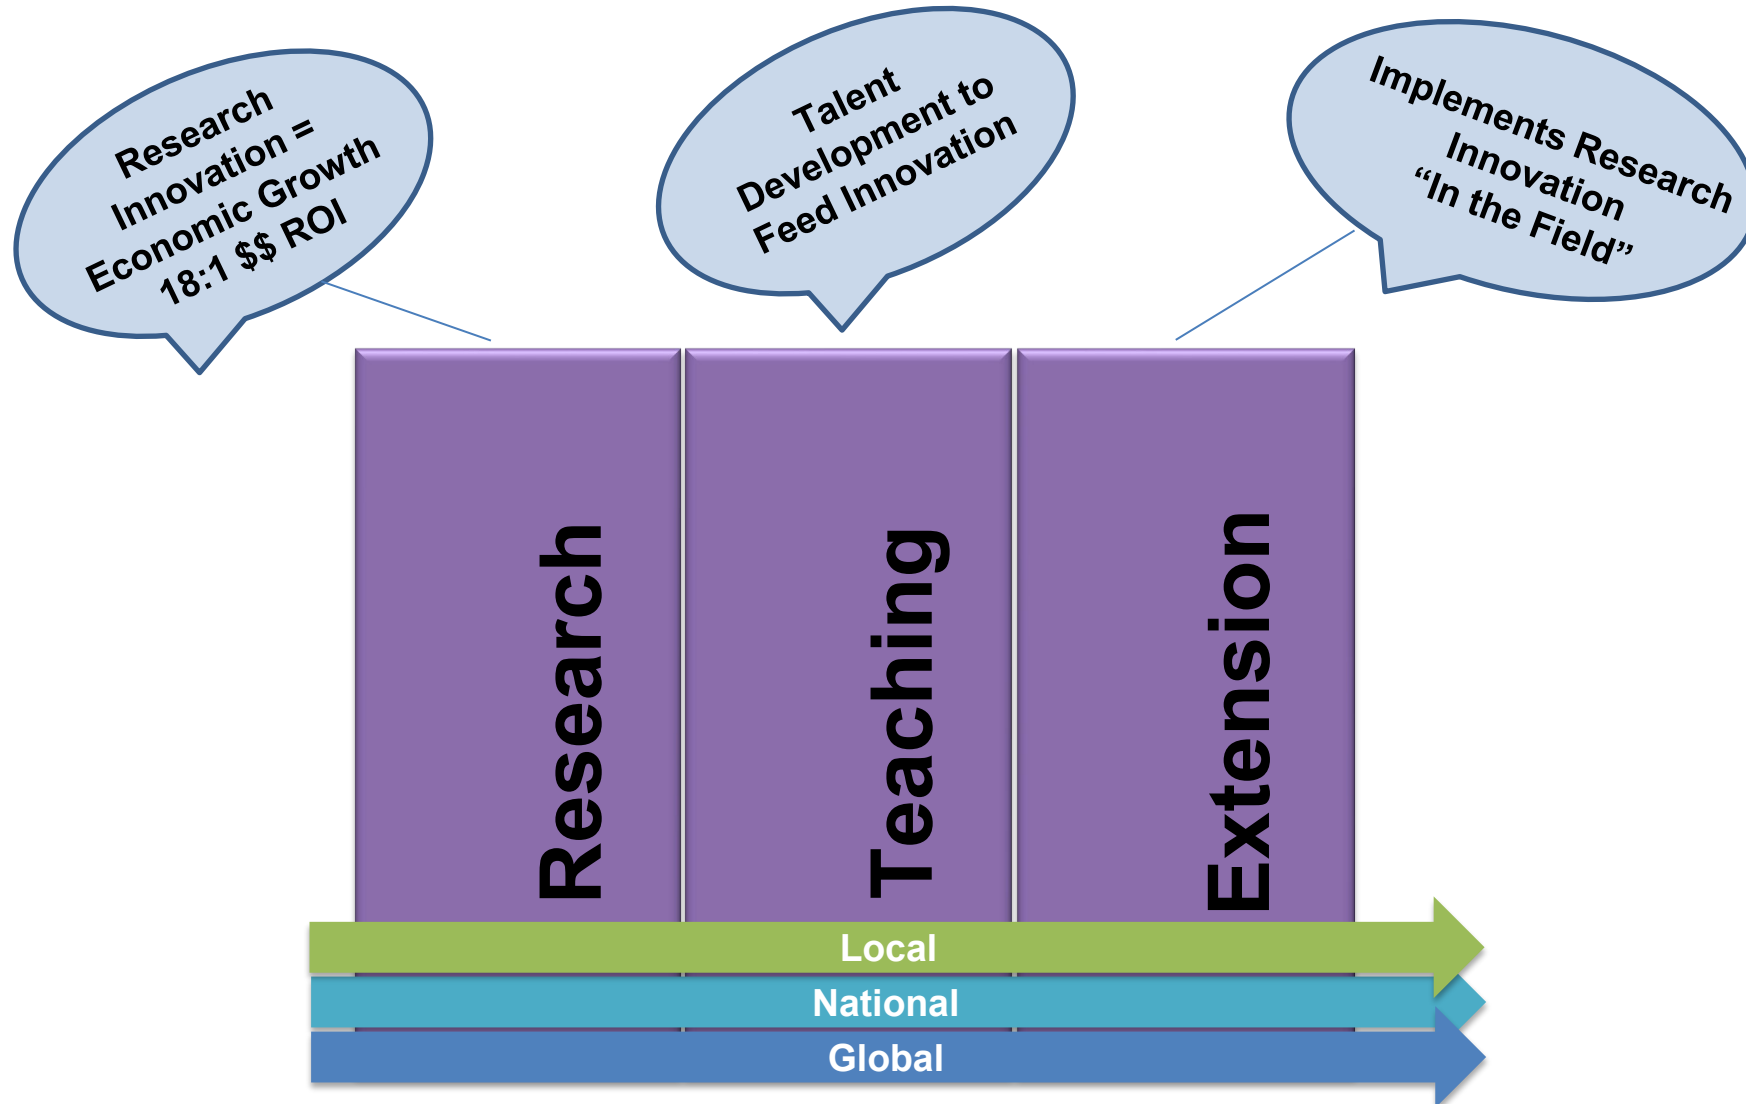 Research
Innovation =
Economic Growth
18:1 $$ ROI
Talent
Development to
Feed Innovation
Implements Research
Innovation
“In the Field”
Research
Teaching
Extension
Local
National
Global